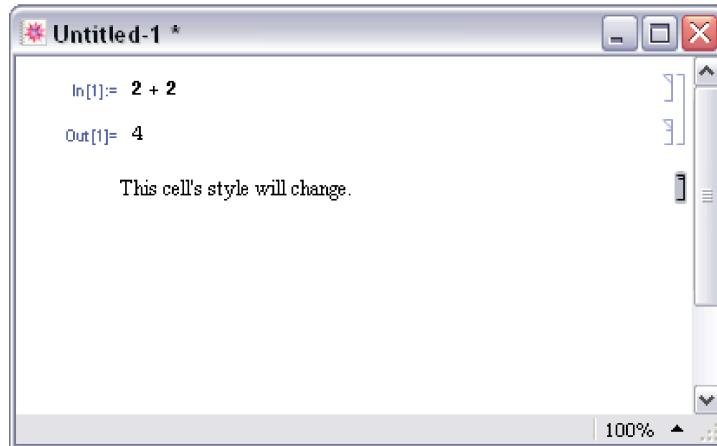 Untitled-1 *
In[1]:= 2 + 2
Out[1]= 4
This cell's style will change.
100%